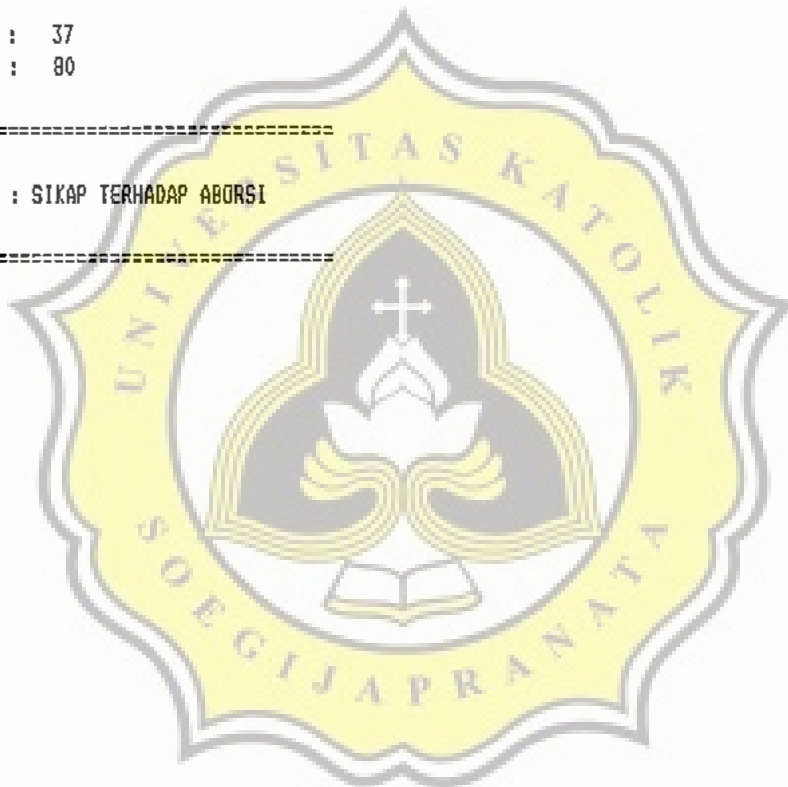 : 37
: 80
==============================
: SIKAP TERHADAP ABORSI
==============================
UNIVERSITAS KATOLIK
SOEGIJAPRANATA